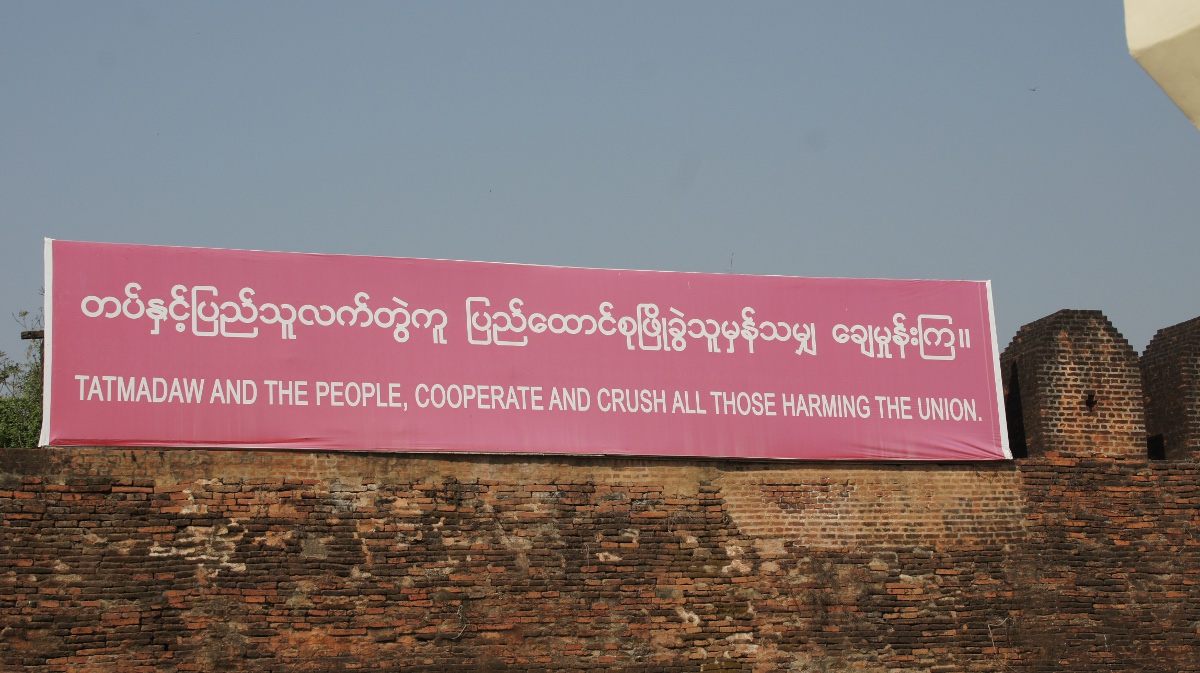 တပ်နှင့်ပြည်သူလက်တွဲကူ ပြည်ထောင်စုဖြိုခွဲသူမှန်သမျှ ချေမှုန်းကြ။
TATMADAW AND THE PEOPLE, COOPERATE AND CRUSH ALL THOSE HARMING THE UNION.